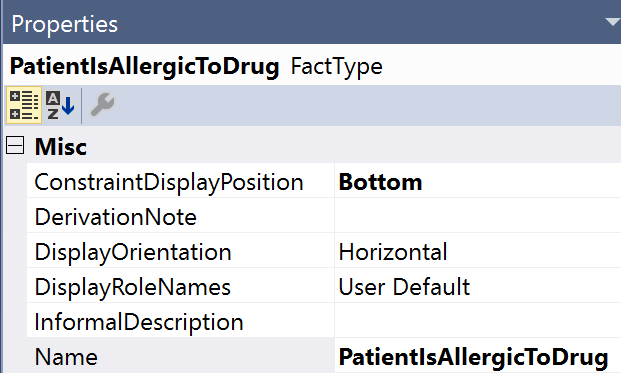 Properties
PatientIsAllergicToDrug FactType
A
Z
Misc
ConstraintDisplayPosition Bottom
DerivationNote
DisplayOrientation Horizontal
DisplayRoleNames User Default
InformalDescription
Name PatientIsAllergicToDrug